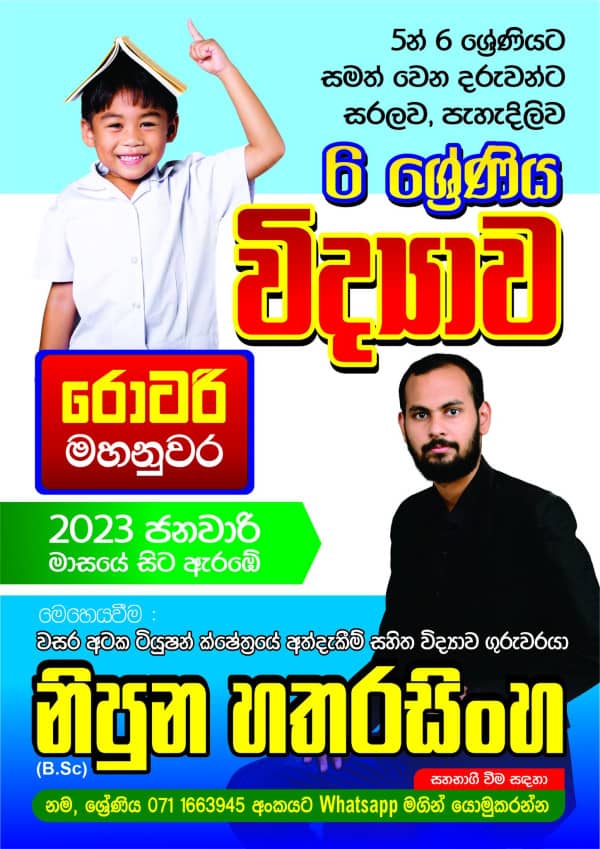 5න් 6 ශ්‍රේණියට
සමත් වෙන දරුවන්ට
සරලව, පැහැදිලිව
6 ශ්‍රේණිය
විද්‍යාව
රොටරි
මහනුවර
2023 ජනවාරි
මාසයේ සිට ඇරඹේ
මෙහෙයවීම :
වසර අටක ටියුෂන් ක්ෂේත්‍රයේ අත්දැකීම් සහිත විද්‍යාව ගුරුවරයා
නිපුන හතරසිංහ
(B.Sc)
සහභාගී වීම සඳහා
නම, ශ්‍රේණිය 071 1663945 අංකයට Whatsapp මගින් යොමුකරන්න